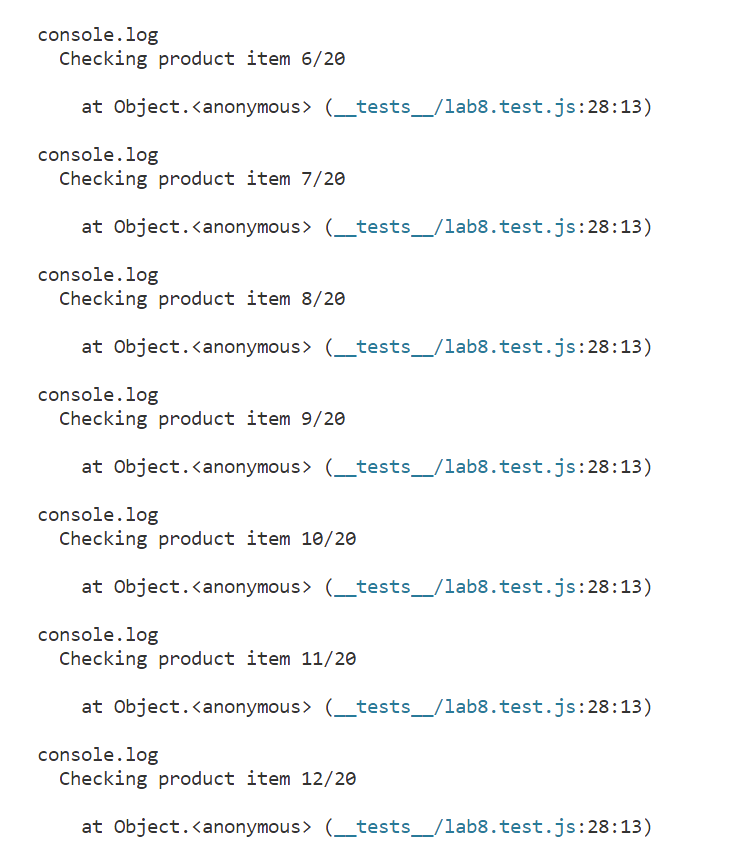 console.log
Checking product item 6/20
at Object.<anonymous> (__tests__/lab8.test.js:28:13)
console.log
Checking product item 7/20
at Object.<anonymous> (__tests__/lab8.test.js:28:13)
console.log
Checking product item 8/20
at Object.<anonymous> (__tests__/lab8.test.js:28:13)
console.log
Checking product item 9/20
at Object.<anonymous> (__tests__/lab8.test.js:28:13)
console.log
Checking product item 10/20
at Object.<anonymous> (__tests__/lab8.test.js:28:13)
console.log
Checking product item 11/20
at Object.<anonymous> (__tests__/lab8.test.js:28:13)
console.log
Checking product item 12/20
at Object.<anonymous> (__tests__/lab8.test.js:28:13)